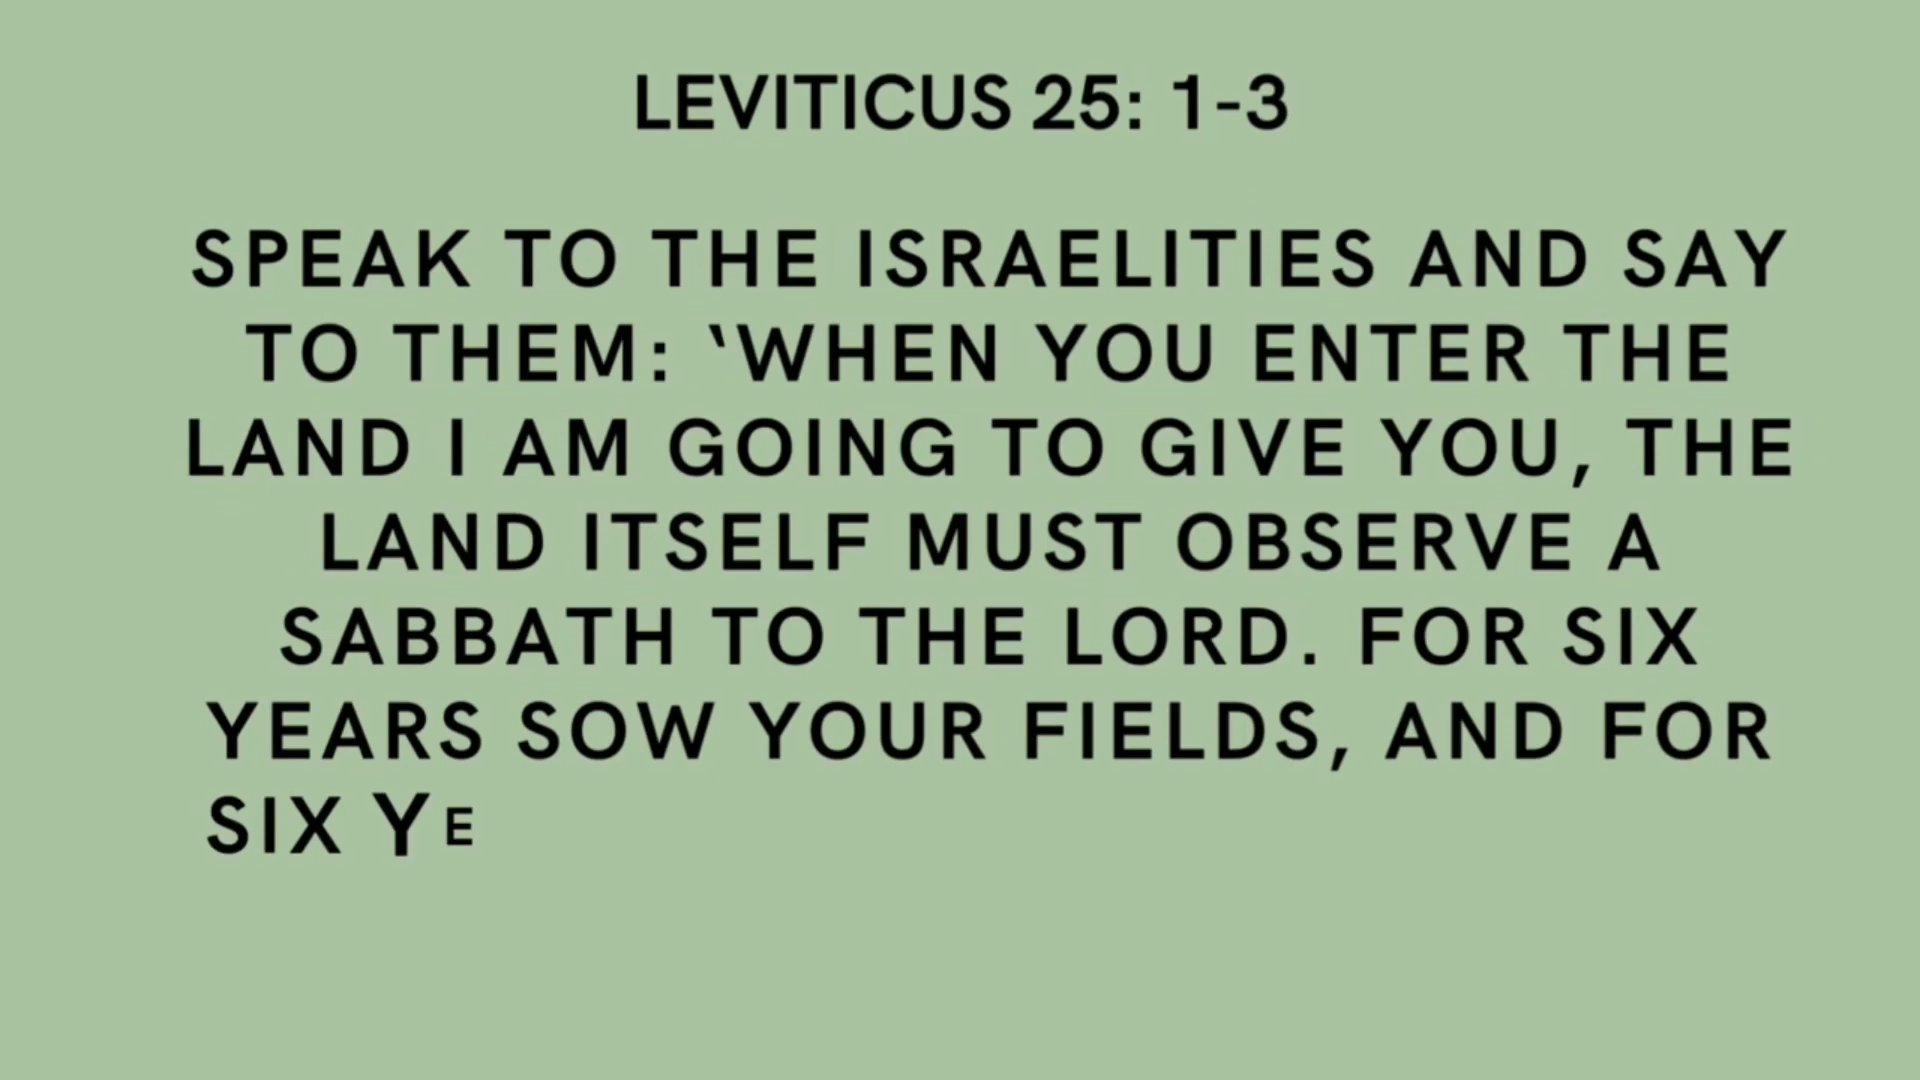 LEVITICUS 25: 1-3
SPEAK TO THE ISRAELITIES AND SAY
TO THEM: ‘WHEN YOU ENTER THE
LAND I AM GOING TO GIVE YOU, THE
LAND ITSELF MUST OBSERVE A
SABBATH TO THE LORD. FOR SIX
YEARS SOW YOUR FIELDS, AND FOR
SIX YE